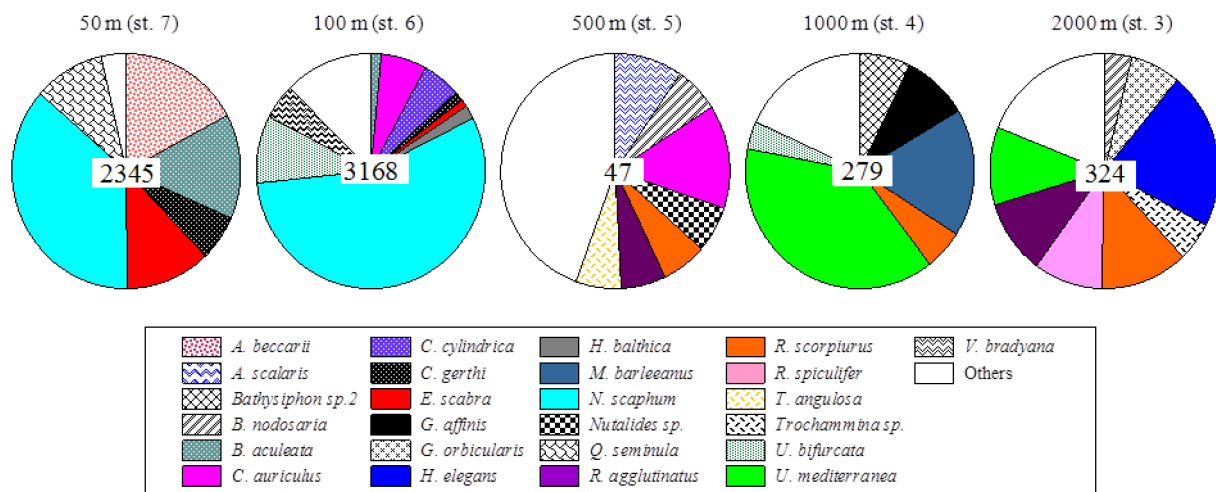 50 m (st. 7) 100 m (st. 6) 500 m (st. 5) 1000 m (st. 4) 2000 m (st. 3)
2345 3168 47 279 324
A. beccarii C. cylindrica H. balthica R. scorpiurus V. bradyana
A. scalaris C. gerthi M. barleeanus R. spiculifer Others
Bathysiphon sp.2 E. scabra N. scaphum T. angulosa
B. nodosaria G. affinis Nutalides sp. Trochammina sp.
B. aculeata G. orbicularis Q. seminula U. bifurcata
C. auriculus H. elegans R. agglutinatus U. mediterranea